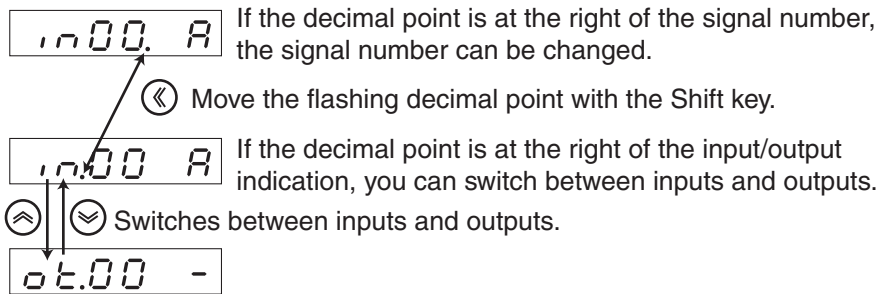 in00. A
If the decimal point is at the right of the signal number,
the signal number can be changed.
Move the flashing decimal point with the Shift key.
in.00 A
If the decimal point is at the right of the input/output
indication, you can switch between inputs and outputs.
Switches between inputs and outputs.
ot.00 -